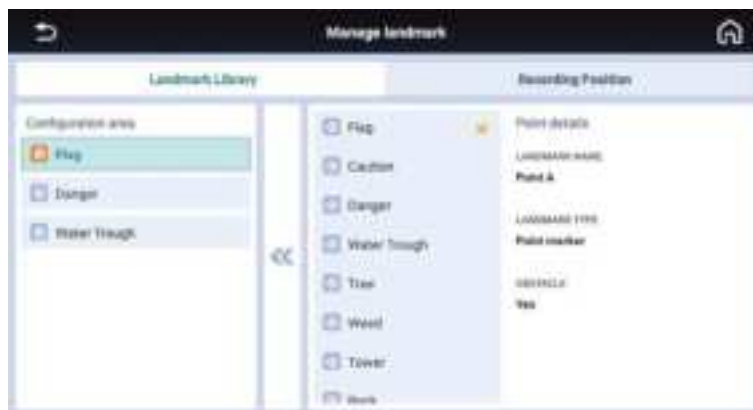 Manage landmark
Landmark Library
Recording Position
Configuration area
Flag
Danger
Water Trough
Flag
Caution
Danger
Water Trough
Tree
Weed
Tower
Point details
LANDMARK NAME
Point A
LANDMARK TYPE
Point marker
OBSTACLE
Yes